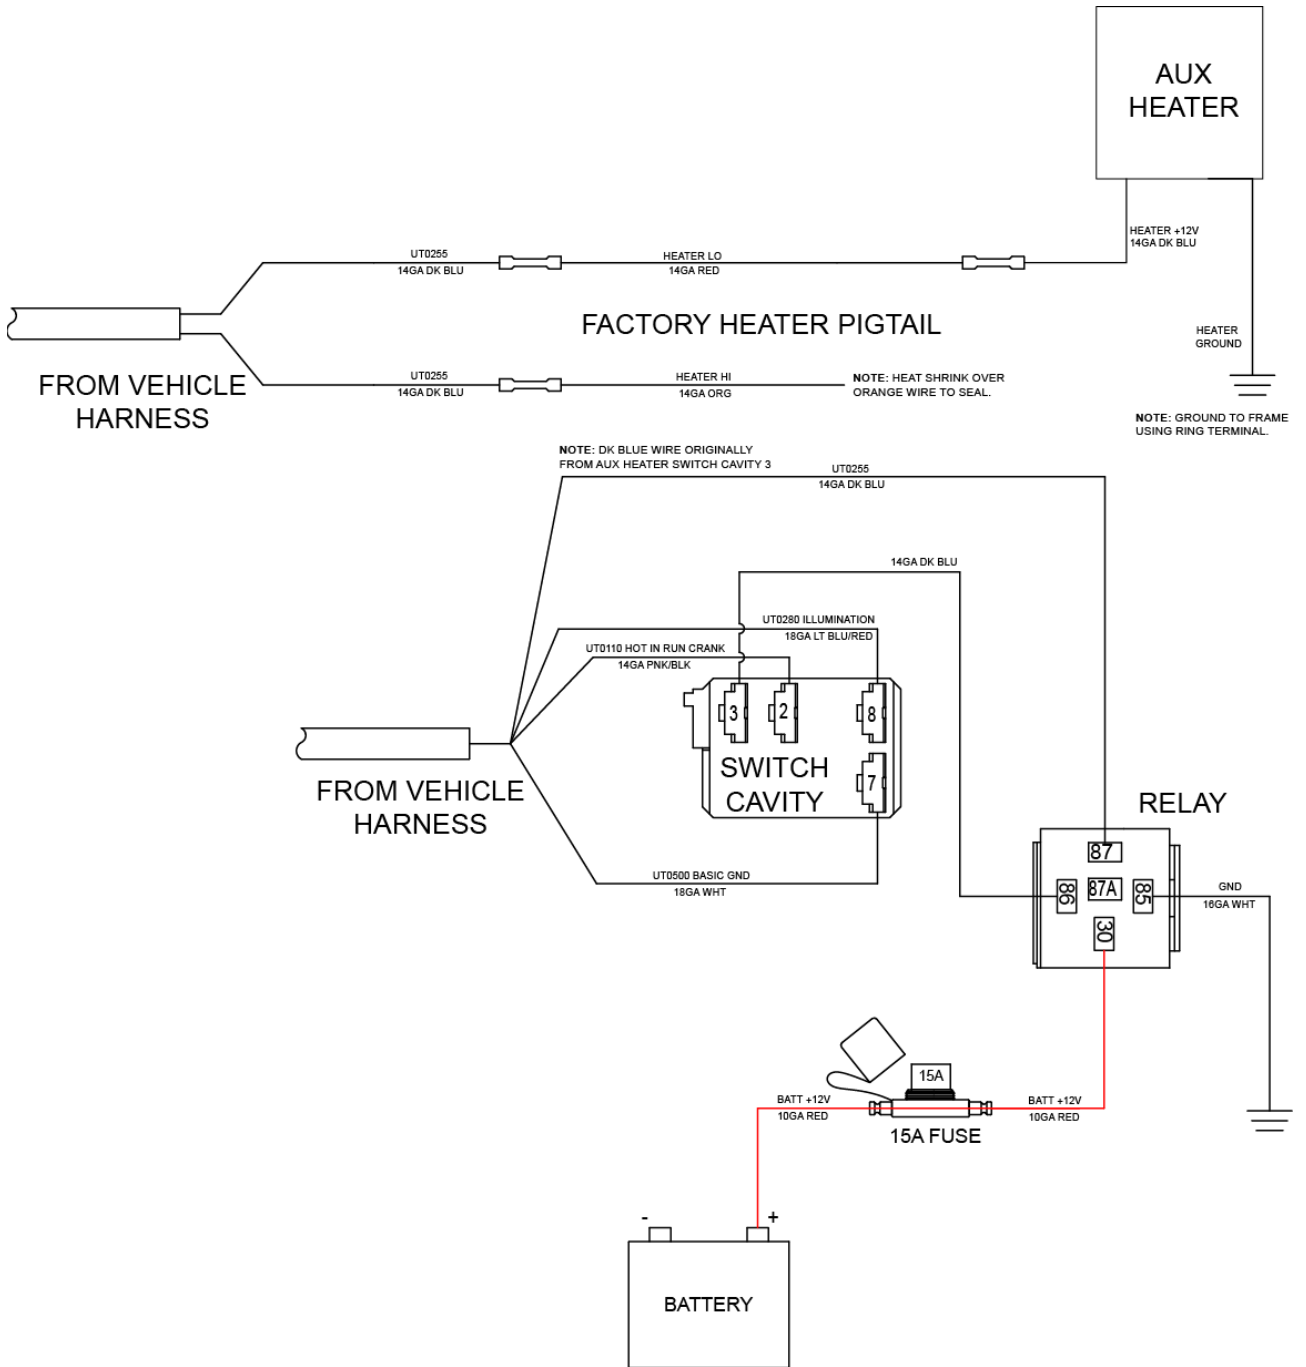 AUX
HEATER
HEATER +12V
14GA DK BLU
UT0255
14GA DK BLU
HEATER LO
14GA RED
FACTORY HEATER PIGTAIL
HEATER
GROUND
FROM VEHICLE
HARNESS
UT0255
14GA DK BLU
HEATER HI
14GA ORG
NOTE: HEAT SHRINK OVER
ORANGE WIRE TO SEAL.
NOTE: GROUND TO FRAME
USING RING TERMINAL.
NOTE: DK BLUE WIRE ORIGINALLY
FROM AUX HEATER SWITCH CAVITY 3
UT0255
14GA DK BLU
14GA DK BLU
UT0280 ILLUMINATION
18GA LT BLU/RED
UT0110 HOT IN RUN CRANK
14GA PNK/BLK
3
2
8
7
SWITCH
CAVITY
FROM VEHICLE
HARNESS
RELAY
87
87A
86
85
30
GND
16GA WHT
UT0500 BASIC GND
18GA WHT
15A
BATT +12V
10GA RED
BATT +12V
10GA RED
15A FUSE
-
+
BATTERY